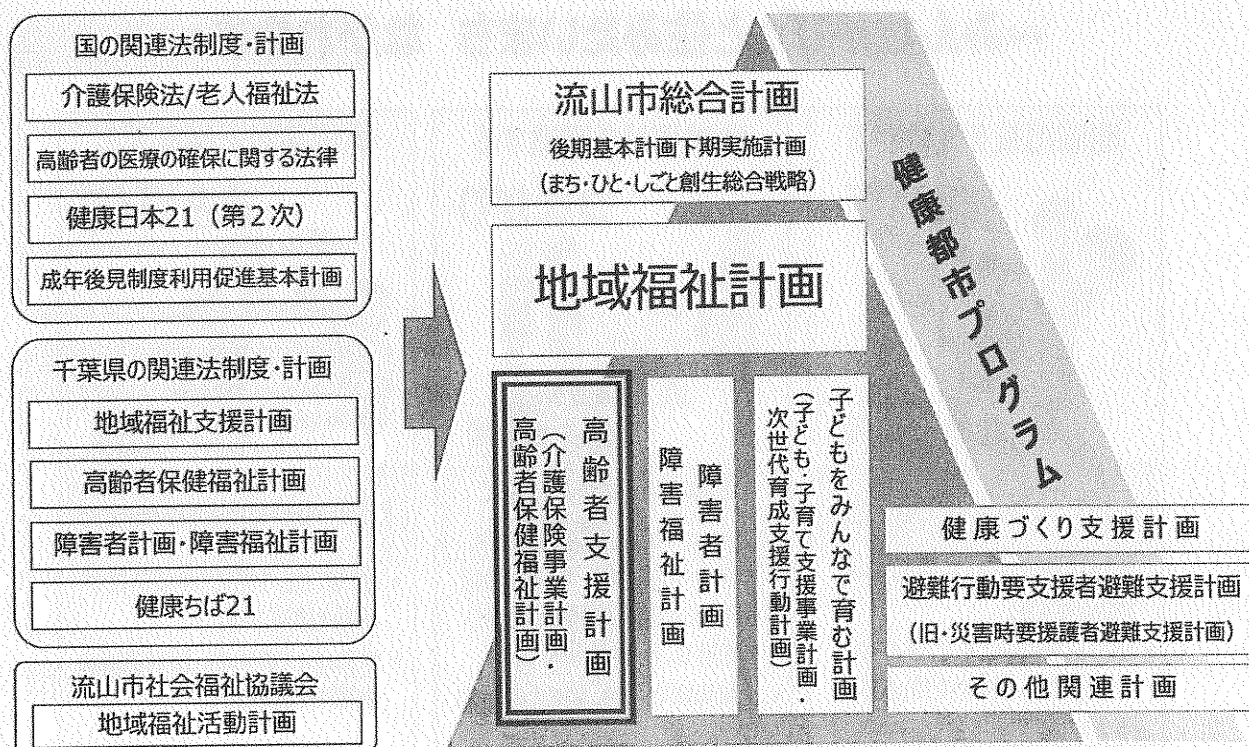 国の関連法制度・計画
介護保険法/老人福祉法
高齢者の医療の確保に関する法律
健康日本21（第２次）
成年後見制度利用促進基本計画
千葉県の関連法制度・計画
地域福祉支援計画
高齢者保健福祉計画
障害者計画・障害福祉計画
健康ちば21
流山市社会福祉協議会
地域福祉活動計画
流山市総合計画
後期基本計画下期実施計画
（まち・ひと・しごと創生総合戦略）
地域福祉計画
高齢者支援計画
（介護保険事業計画・
高齢者保健福祉計画）
障害者計画
障害福祉計画
子どもをみんなで育む計画
（子ども・子育て支援事業計画・
次世代育成支援行動計画）
健康都市プログラム
健康づくり支援計画
避難行動要支援者避難支援計画
（旧・災害時要援護者避難支援計画）
その他関連計画